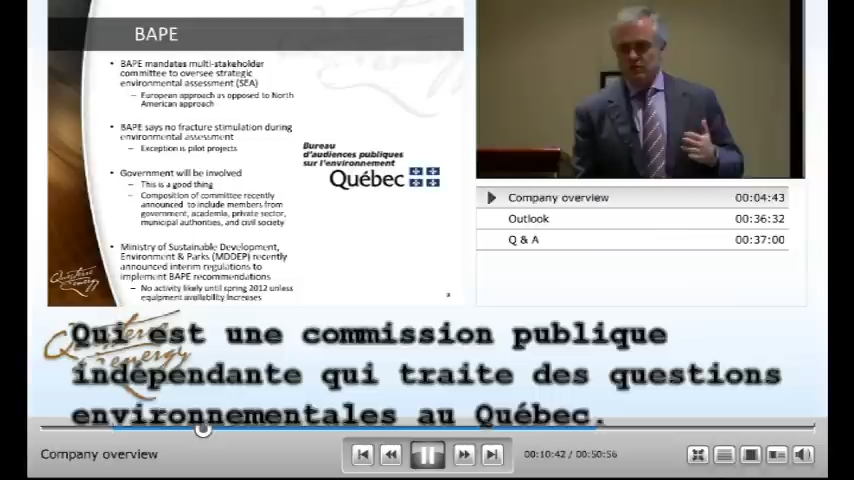 BAPE
BAPE mandates multi-stakeholder
committee to oversee strategic
environmental assessment (SEA)
– European approach as opposed to North
American approach
BAPE says no fracture stimulation during
environmental assessment
– Exception is pilot projects
Government will be involved
– This is a good thing
– Composition of committee recently
announced to include members from
government, academia, private sector,
municipal authorities, and civil society
Ministry of Sustainable Development,
Environment & Parks (MDDEP) recently
announced interim regulations to
implement BAPE recommendations
– No activity likely until spring 2012 unless
equipment availability increases
Bureau
d'audiences publiques
sur l'environnement
Québec
Questerre
energy
Company overview 00:04:43
Outlook 00:36:32
Q & A 00:37:00
Questerre
energy
Qui est une commission publique
indépendante qui traite des questions
environnementales au Québec.
Company overview
00:10:42 / 00:50:56